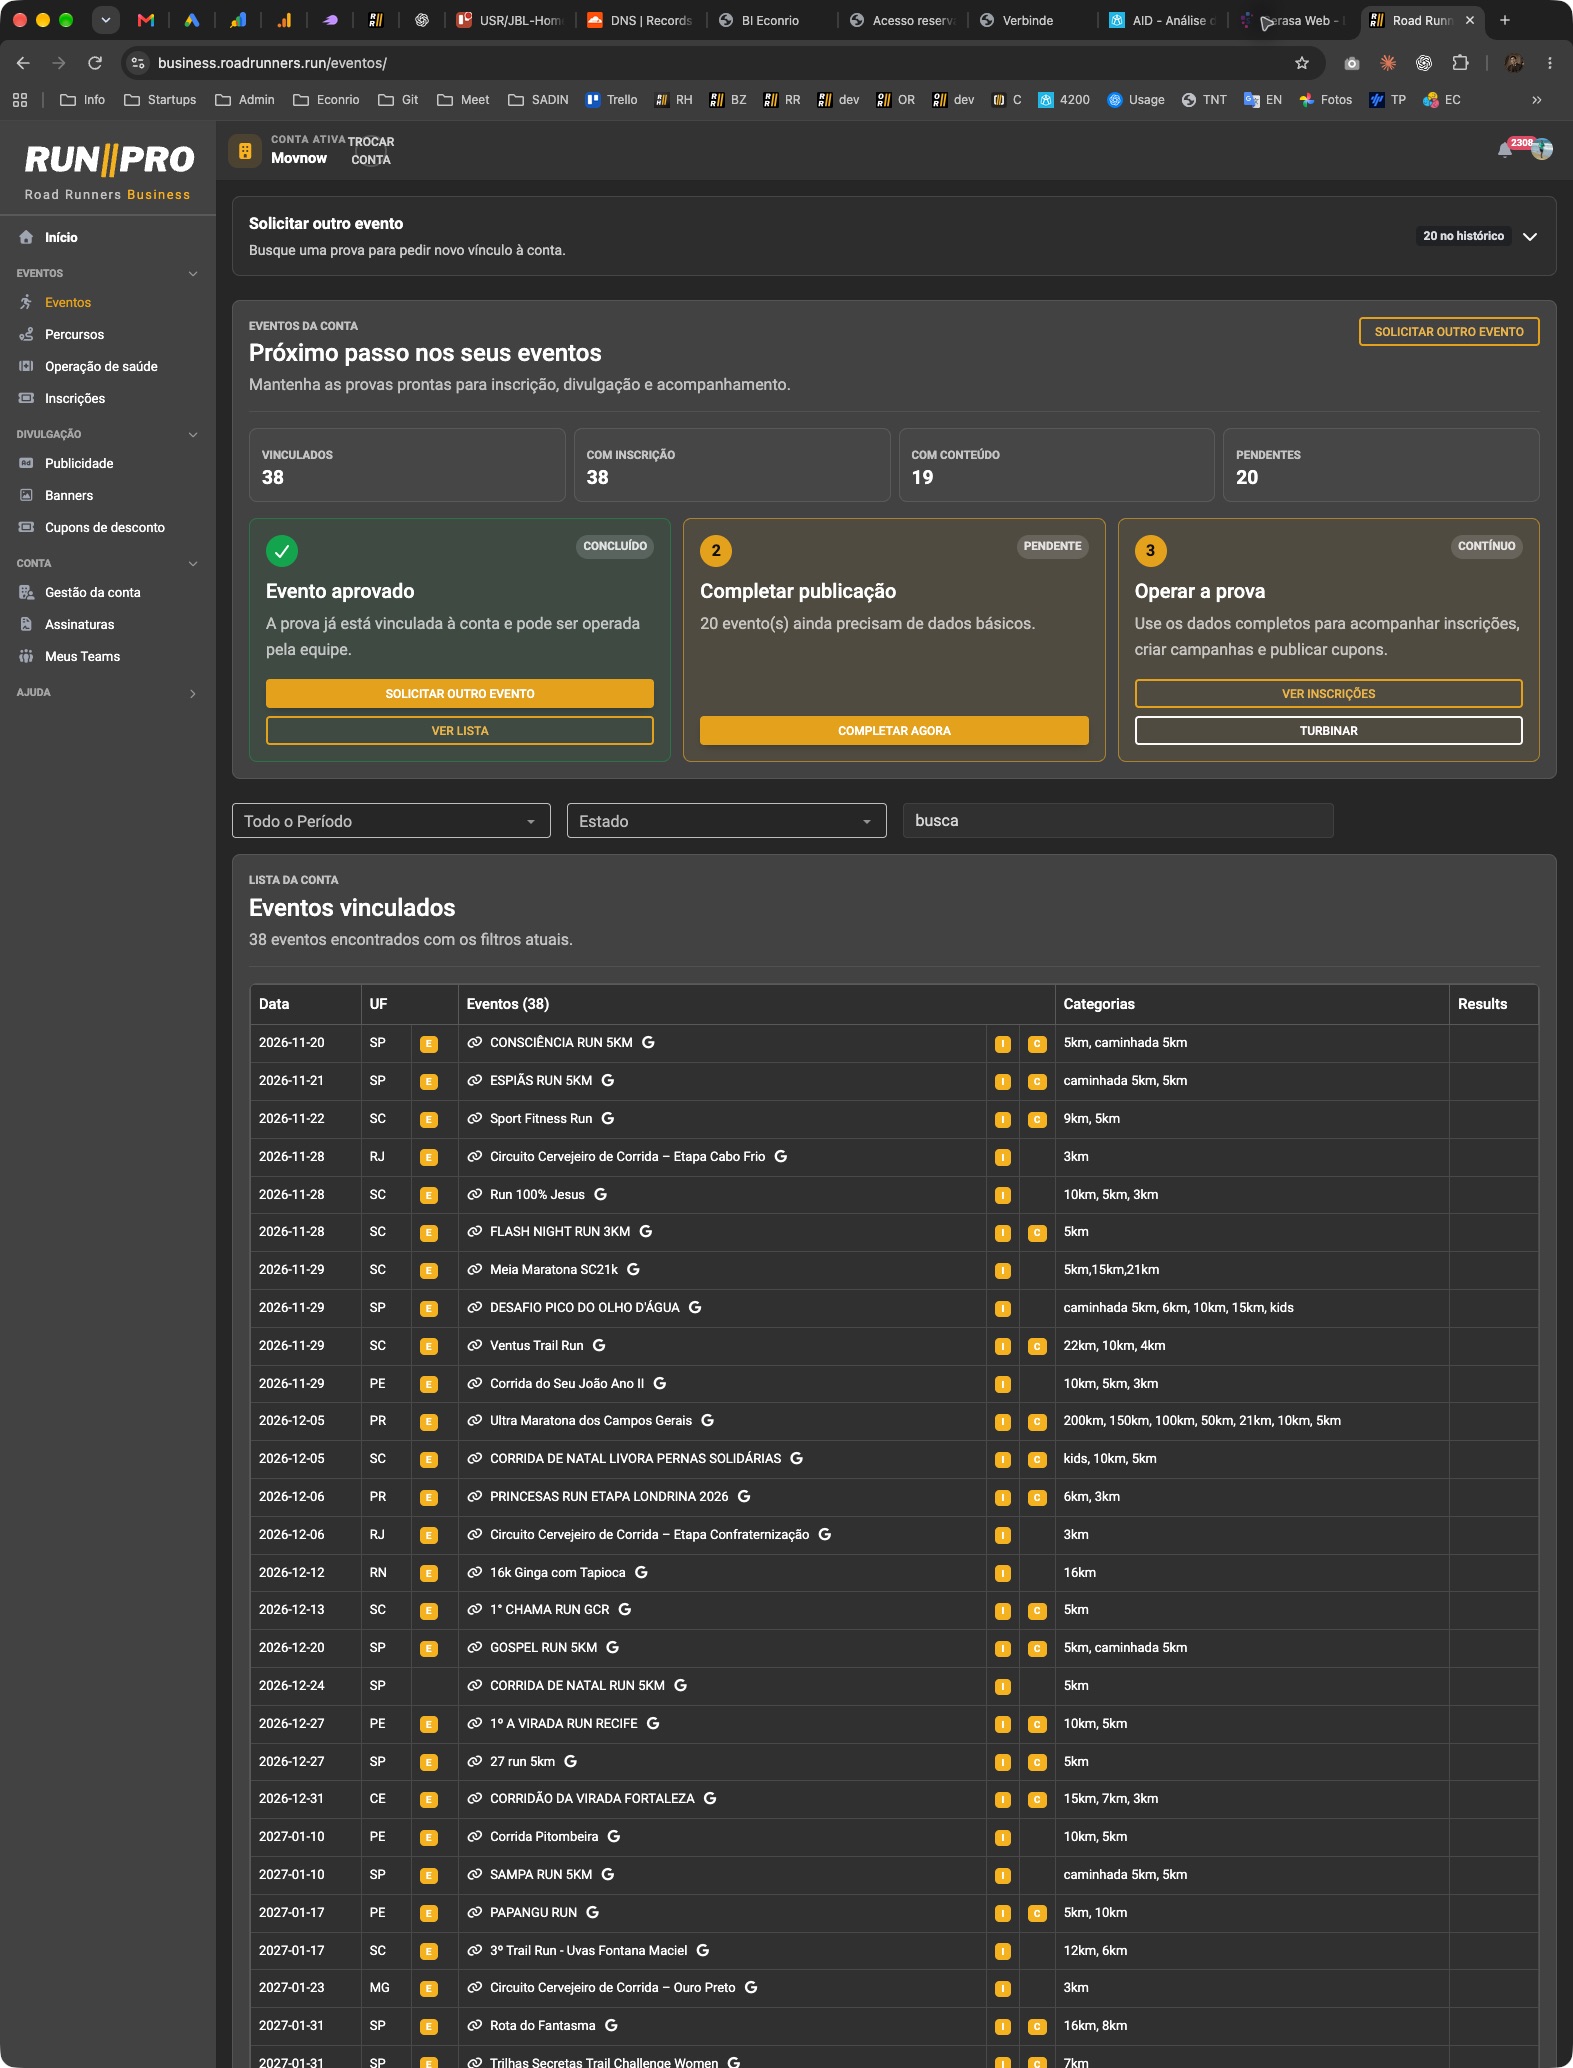 USR/JBL-Hom
DNS | Records
BI Econrio
Acesso reserv
Verbinde
AID - Análise d
erasa Web -
Road Runn
business.roadrunners.run/eventos/
Info
Startups
Admin
Econrio
Git
Meet
SADIN
Trello
RH
BZ
RR
dev
OR
dev
C
4200
Usage
TNT
EN
Fotos
TP
EC
RUN//PRO
Road Runners Business
CONTA ATIVA
Movnow
TROCAR
CONTA
2308
Início
EVENTOS
Eventos
Percursos
Operação de saúde
Inscrições
DIVULGAÇÃO
Publicidade
Banners
Cupons de desconto
CONTA
Gestão da conta
Assinaturas
Meus Teams
AJUDA
Solicitar outro evento
Busque uma prova para pedir novo vínculo à conta.
20 no histórico
EVENTOS DA CONTA
Próximo passo nos seus eventos
Mantenha as provas prontas para inscrição, divulgação e acompanhamento.
SOLICITAR OUTRO EVENTO
VINCULADOS
38
COM INSCRIÇÃO
38
COM CONTEÚDO
19
PENDENTES
20
CONCLUÍDO
Evento aprovado
A prova já está vinculada à conta e pode ser operada
pela equipe.
SOLICITAR OUTRO EVENTO
VER LISTA
2
PENDENTE
Completar publicação
20 evento(s) ainda precisam de dados básicos.
COMPLETAR AGORA
3
CONTÍNUO
Operar a prova
Use os dados completos para acompanhar inscrições,
criar campanhas e publicar cupons.
VER INSCRIÇÕES
TURBINAR
Todo o Período
Estado
busca
LISTA DA CONTA
Eventos vinculados
38 eventos encontrados com os filtros atuais.
Data UF Eventos (38) Categorias Results
2026-11-20 SP E CONSCIÊNCIA RUN 5KM G I C 5km, caminhada 5km
2026-11-21 SP E ESPIÃS RUN 5KM G I C caminhada 5km, 5km
2026-11-22 SC E Sport Fitness Run G I C 9km, 5km
2026-11-28 RJ E Circuito Cervejeiro de Corrida – Etapa Cabo Frio G I 3km
2026-11-28 SC E Run 100% Jesus G I 10km, 5km, 3km
2026-11-28 SC E FLASH NIGHT RUN 3KM G I C 5km
2026-11-29 SC E Meia Maratona SC21k G I 5km,15km,21km
2026-11-29 SP E DESAFIO PICO DO OLHO D'ÁGUA G I caminhada 5km, 6km, 10km, 15km, kids
2026-11-29 SC E Ventus Trail Run G I C 22km, 10km, 4km
2026-11-29 PE E Corrida do Seu João Ano II G I 10km, 5km, 3km
2026-12-05 PR E Ultra Maratona dos Campos Gerais G I C 200km, 150km, 100km, 50km, 21km, 10km, 5km
2026-12-05 SC E CORRIDA DE NATAL LIVORA PERNAS SOLIDÁRIAS G I C kids, 10km, 5km
2026-12-06 PR E PRINCESAS RUN ETAPA LONDRINA 2026 G I C 6km, 3km
2026-12-06 RJ E Circuito Cervejeiro de Corrida – Etapa Confraternização G I 3km
2026-12-12 RN E 16k Ginga com Tapioca G I 16km
2026-12-13 SC E 1° CHAMA RUN GCR G I C 5km
2026-12-20 SP E GOSPEL RUN 5KM G I C 5km, caminhada 5km
2026-12-24 SP CORRIDA DE NATAL RUN 5KM G I 5km
2026-12-27 PE E 1º A VIRADA RUN RECIFE G I C 10km, 5km
2026-12-27 SP E 27 run 5km G I C 5km
2026-12-31 CE E CORRIDÃO DA VIRADA FORTALEZA G I C 15km, 7km, 3km
2027-01-10 PE E Corrida Pitombeira G I 10km, 5km
2027-01-10 SP E SAMPA RUN 5KM G I caminhada 5km, 5km
2027-01-17 PE E PAPANGU RUN G I C 5km, 10km
2027-01-17 SC E 3º Trail Run - Uvas Fontana Maciel G I 12km, 6km
2027-01-23 MG E Circuito Cervejeiro de Corrida – Ouro Preto G I 3km
2027-01-31 SP E Rota do Fantasma G I C 16km, 8km
2027-01-31 SP E Trilhas Secretas Trail Challenge Women G I C 7km